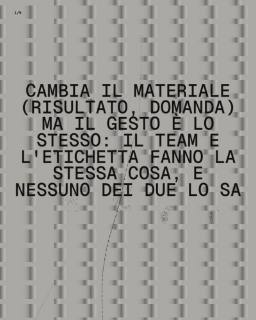 1/6
CAMBIA IL MATERIALE
(RISULTATO, DOMANDA)
MA IL GESTO È LO
STESSO: IL TEAM E
L'ETICHETTA FANNO LA
STESSA COSA, E
NESSUNO DEI DUE LO SA